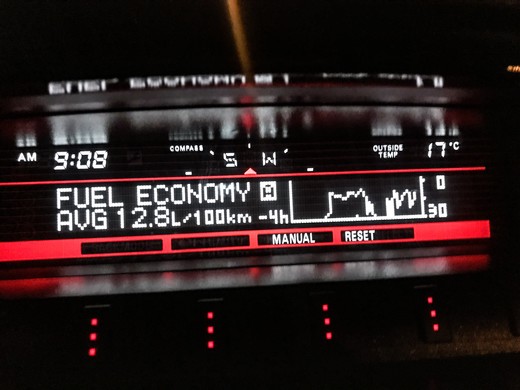 AM 9:08 COMPASS S W OUTSIDE TEMP 17°C
FUEL ECONOMY 0
AVG 12.8L/100km -4h 30
MANUAL RESET